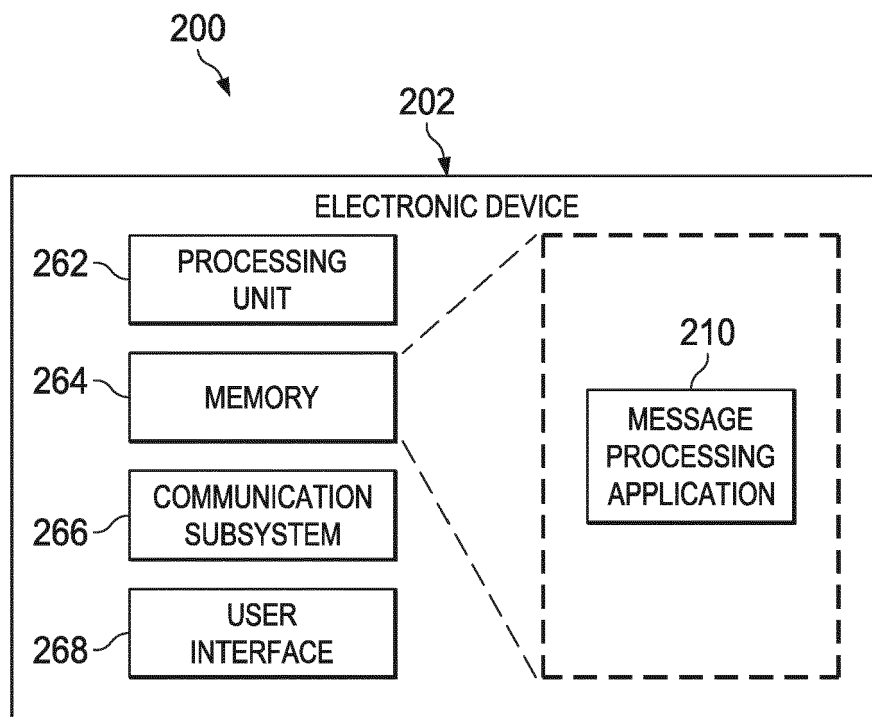 200
202
ELECTRONIC DEVICE
262
PROCESSING
UNIT
264
MEMORY
210
MESSAGE
PROCESSING
APPLICATION
266
COMMUNICATION
SUBSYSTEM
268
USER
INTERFACE